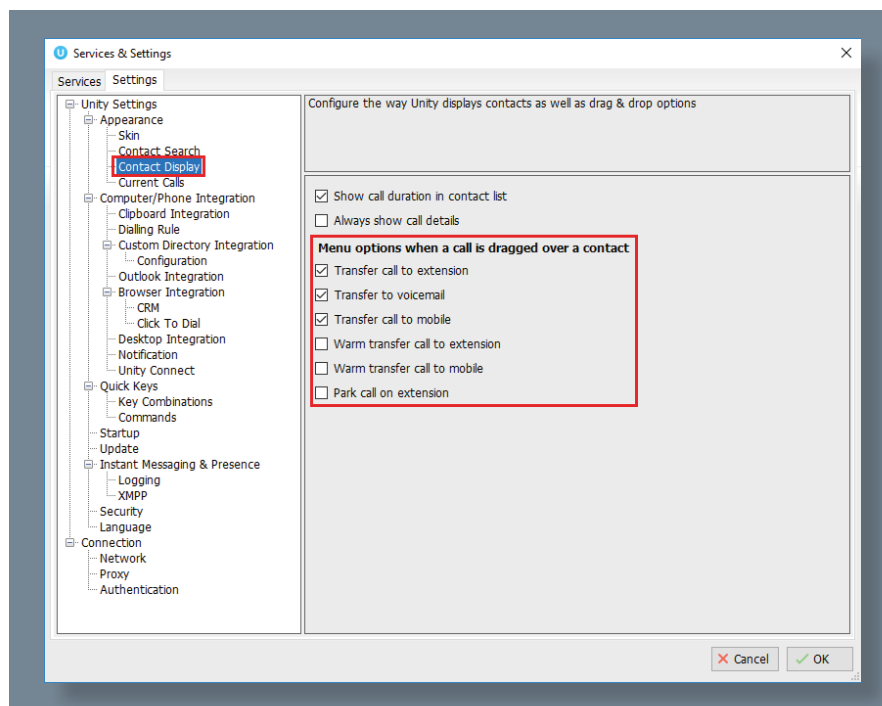 Services & Settings
Services Settings
Unity Settings
Appearance
Skin
Contact Search
Contact Display
Current Calls
Computer/Phone Integration
Clipboard Integration
Dialling Rule
Custom Directory Integration
Configuration
Outlook Integration
Browser Integration
CRM
Click To Dial
Desktop Integration
Notification
Unity Connect
Quick Keys
Key Combinations
Commands
Startup
Update
Instant Messaging & Presence
Logging
XMPP
Security
Language
Connection
Network
Proxy
Authentication
Configure the way Unity displays contacts as well as drag & drop options
Show call duration in contact list
Always show call details
Menu options when a call is dragged over a contact
Transfer call to extension
Transfer to voicemail
Transfer call to mobile
Warm transfer call to extension
Warm transfer call to mobile
Park call on extension
Cancel OK